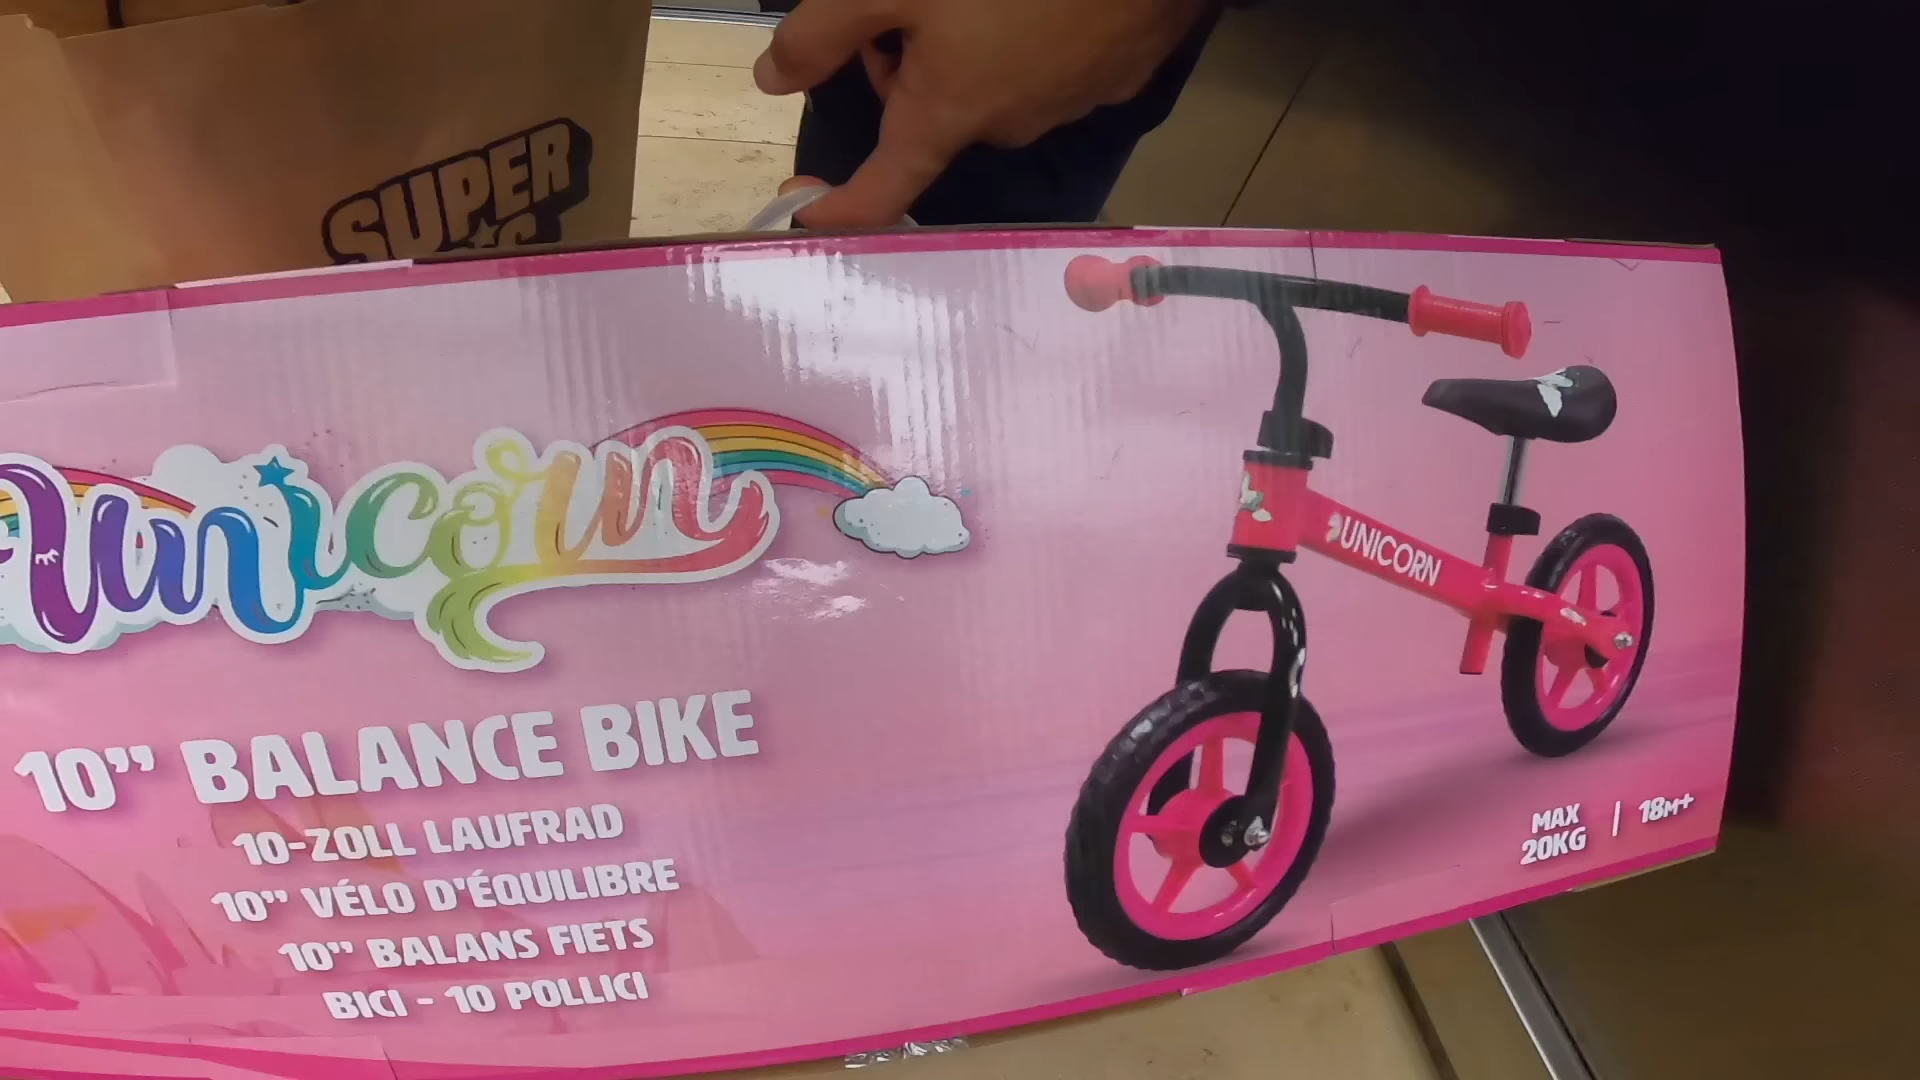 SUPER
unicorn
10” BALANCE BIKE
10-ZOLL LAUFRAD
10” VÉLO D'ÉQUILIBRE
10” BALANS FIETS
BICI - 10 POLLICI
UNICORN
MAX
20KG | 18M+